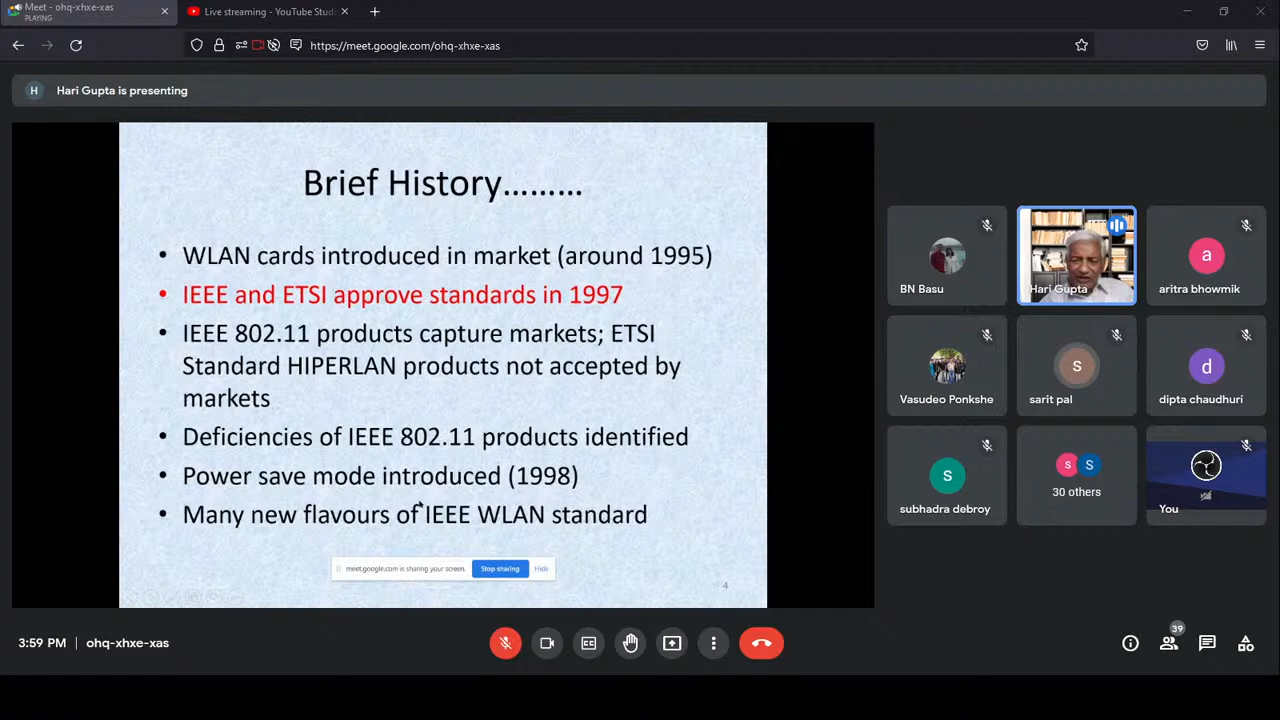 Meet - ohq-xhxe-xas
PLAYING
Live streaming - YouTube Stud
https://meet.google.com/ohq-xhxe-xas
H
Hari Gupta is presenting
Brief History.........
• WLAN cards introduced in market (around 1995)
• IEEE and ETSI approve standards in 1997
• IEEE 802.11 products capture markets; ETSI
Standard HIPERLAN products not accepted by
markets
• Deficiencies of IEEE 802.11 products identified
• Power save mode introduced (1998)
• Many new flavours of IEEE WLAN standard
meet.google.com is sharing your screen.
Stop sharing
Hide
4
BN Basu
Hari Gupta
a
aritra bhowmik
Vasudeo Ponkshe
s
sarit pal
d
dipta chaudhuri
s
subhadra debroy
s
S
30 others
You
3:59 PM | ohq-xhxe-xas
39